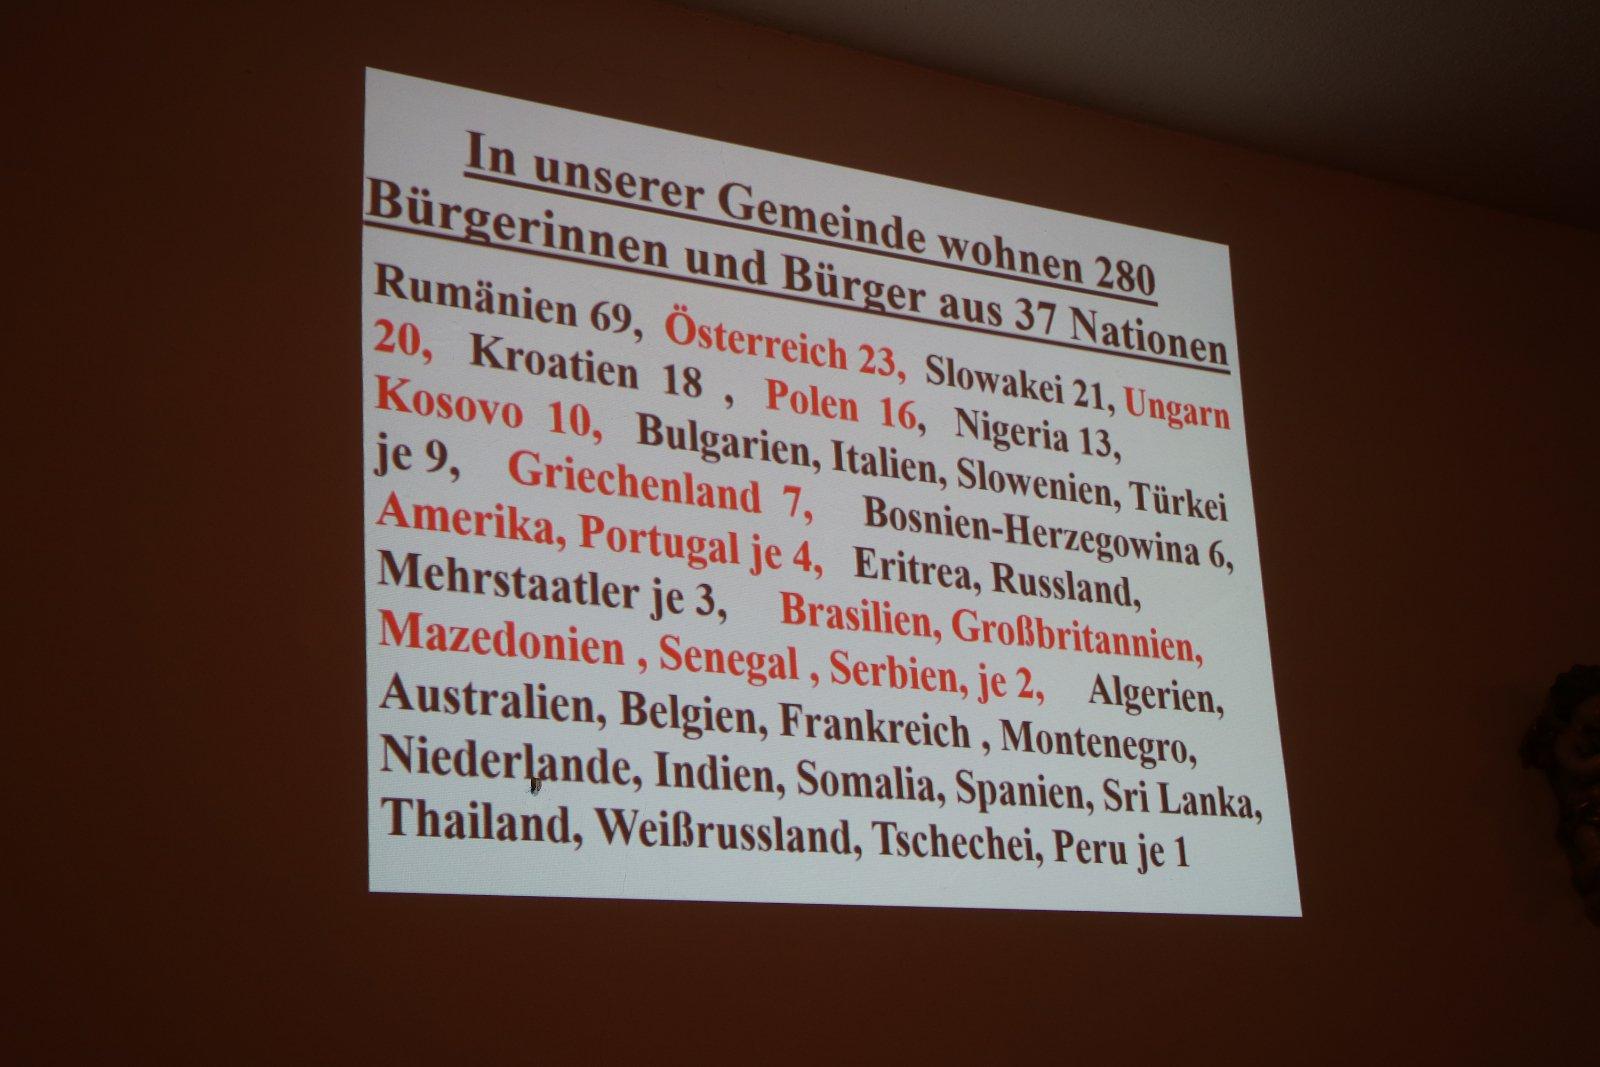 In unserer Gemeinde wohnen 280
Bürgerinnen und Bürger aus 37 Nationen
Rumänien 69, Österreich 23, Slowakei 21, Ungarn
20, Kroatien 18 , Polen 16, Nigeria 13,
Kosovo 10, Bulgarien, Italien, Slowenien, Türkei
je 9, Griechenland 7, Bosnien-Herzegowina 6,
Amerika, Portugal je 4, Eritrea, Russland,
Mehrstaatler je 3, Brasilien, Großbritannien,
Mazedonien , Senegal , Serbien, je 2, Algerien,
Australien, Belgien, Frankreich , Montenegro,
Niederlande, Indien, Somalia, Spanien, Sri Lanka,
Thailand, Weißrussland, Tschechei, Peru je 1